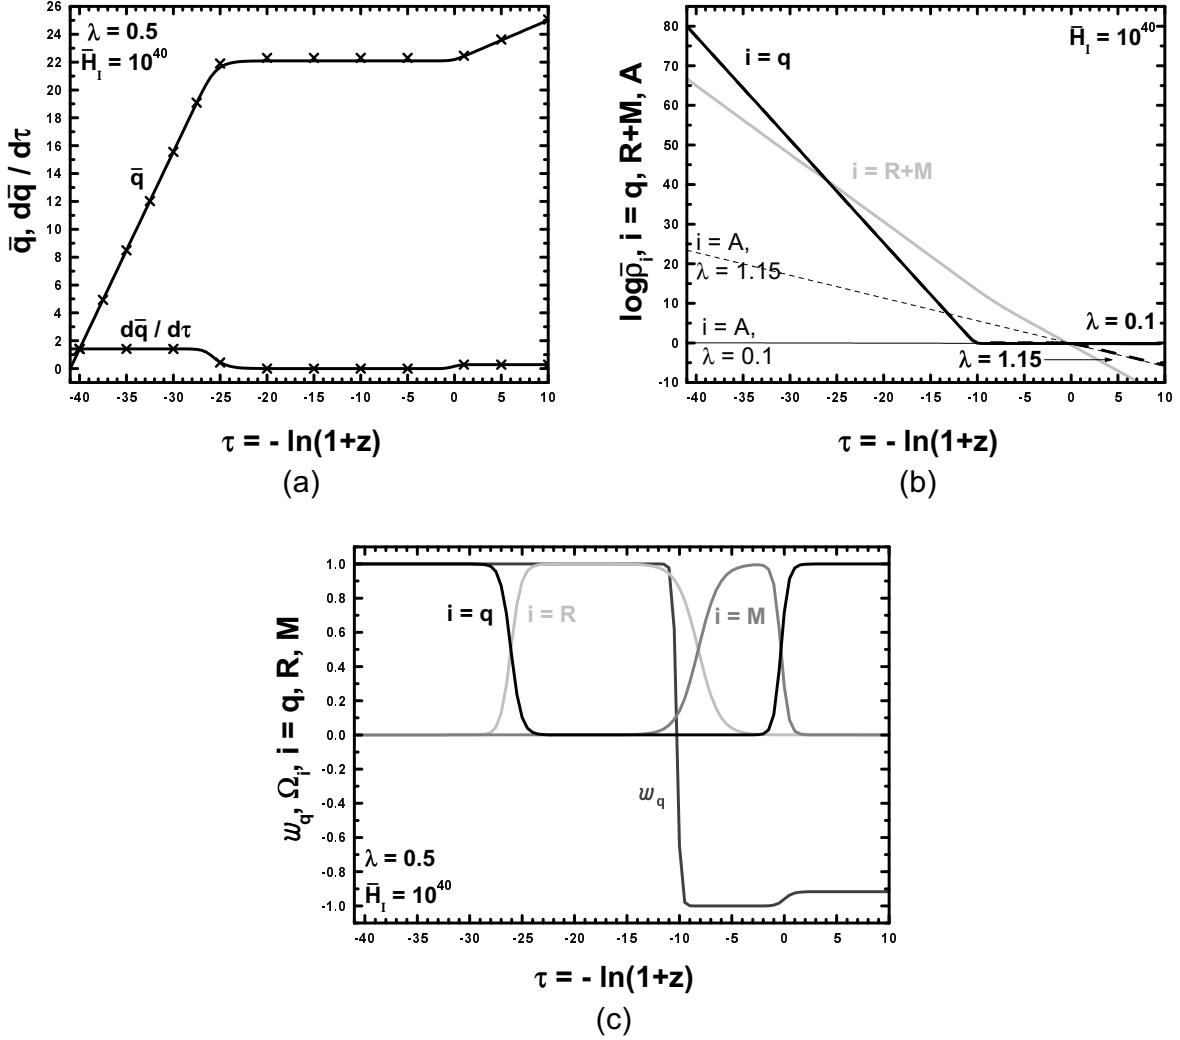 26
24
22
20
18
16
14
12
10
8
6
4
2
0
q̄, dq̄ / dτ
λ = 0.5
H̄I = 10^40
q̄
dq̄ / dτ
-40 -35 -30 -25 -20 -15 -10 -5 0 5 10
τ = - ln(1+z)
(a)
80
70
60
50
40
30
20
10
0
-10
logρ̄i, i = q, R+M, A
H̄I = 10^40
i = q
i = R+M
i = A,
λ = 1.15
i = A,
λ = 0.1
λ = 0.1
λ = 1.15
-40 -35 -30 -25 -20 -15 -10 -5 0 5 10
τ = - ln(1+z)
(b)
1.0
0.8
0.6
0.4
0.2
0.0
-0.2
-0.4
-0.6
-0.8
-1.0
wq, Ωi, i = q, R, M
i = q
i = R
i = M
wq
λ = 0.5
H̄I = 10^40
-40 -35 -30 -25 -20 -15 -10 -5 0 5 10
τ = - ln(1+z)
(c)